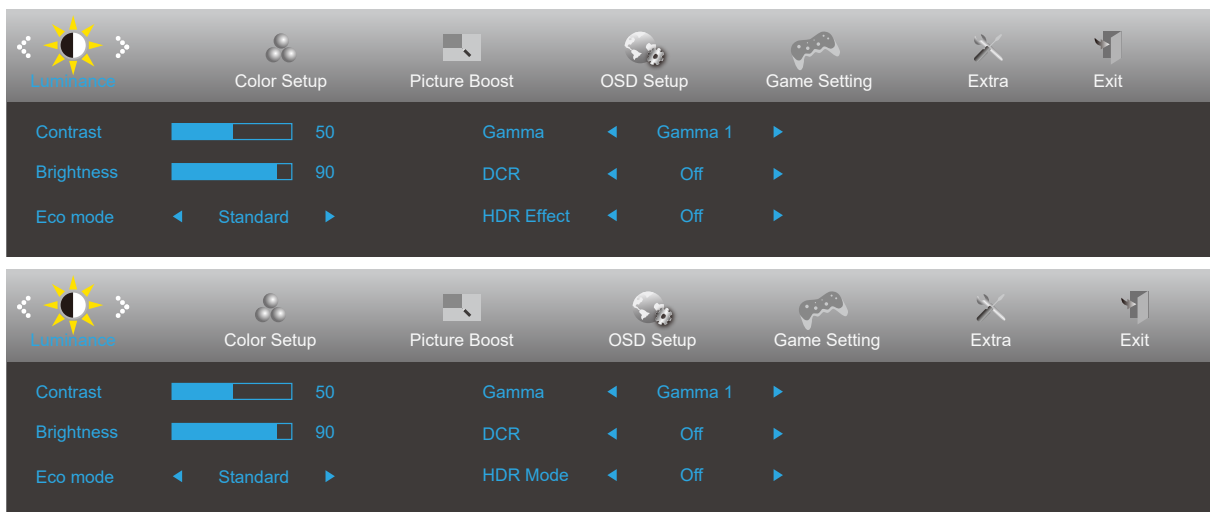 Luminance Color Setup Picture Boost OSD Setup Game Setting Extra Exit
Contrast 50 Gamma Gamma 1
Brightness 90 DCR Off
Eco mode Standard HDR Effect Off
Luminance Color Setup Picture Boost OSD Setup Game Setting Extra Exit
Contrast 50 Gamma Gamma 1
Brightness 90 DCR Off
Eco mode Standard HDR Mode Off